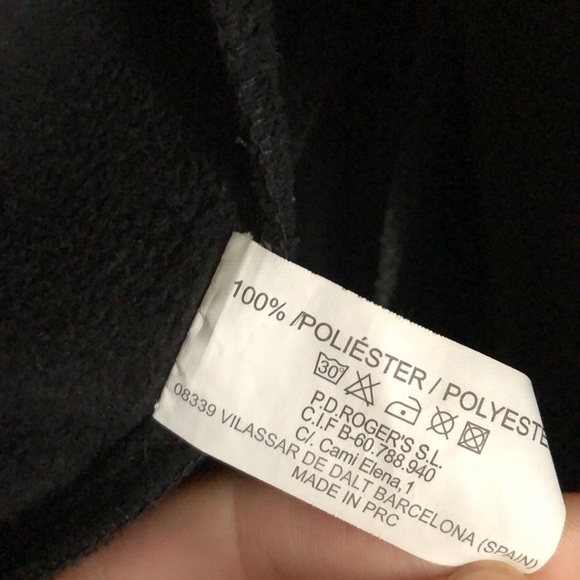 100% /POLIÉSTER / POLYESTE
30°
P.D.ROGER'S S.L.
C.I.F B-60.788.940
C/. Cami Elena,1
08339 VILASSAR DE DALT BARCELONA (SPAIN)
MADE IN PRC